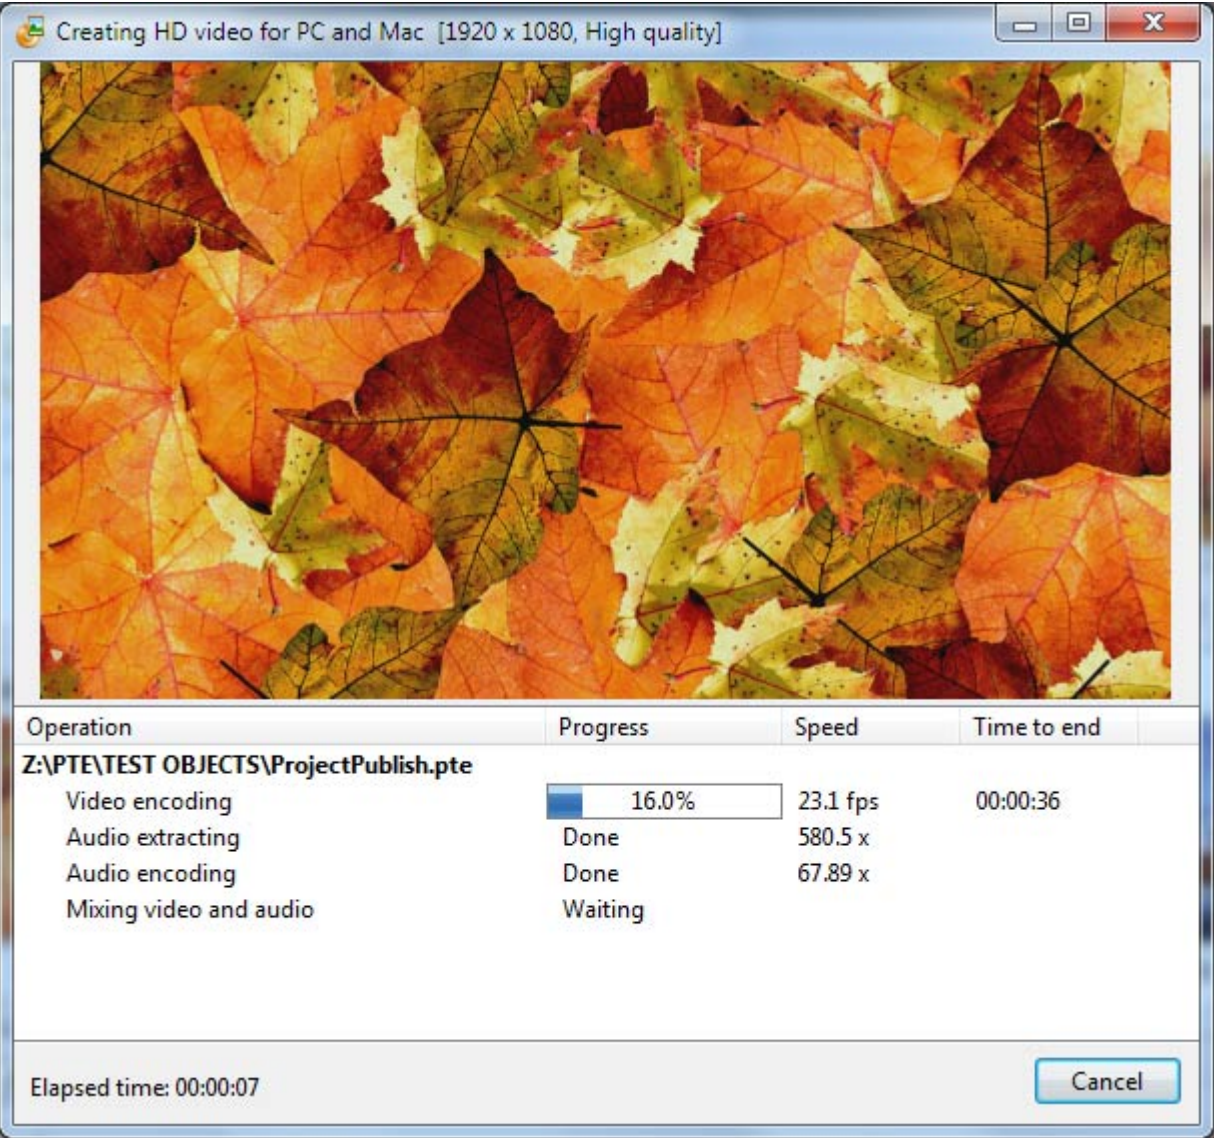 Creating HD video for PC and Mac [1920 x 1080, High quality]
Operation Progress Speed Time to end
Z:\PTE\TEST OBJECTS\ProjectPublish.pte
Video encoding 16.0% 23.1 fps 00:00:36
Audio extracting Done 580.5 x
Audio encoding Done 67.89 x
Mixing video and audio Waiting
Elapsed time: 00:00:07 Cancel